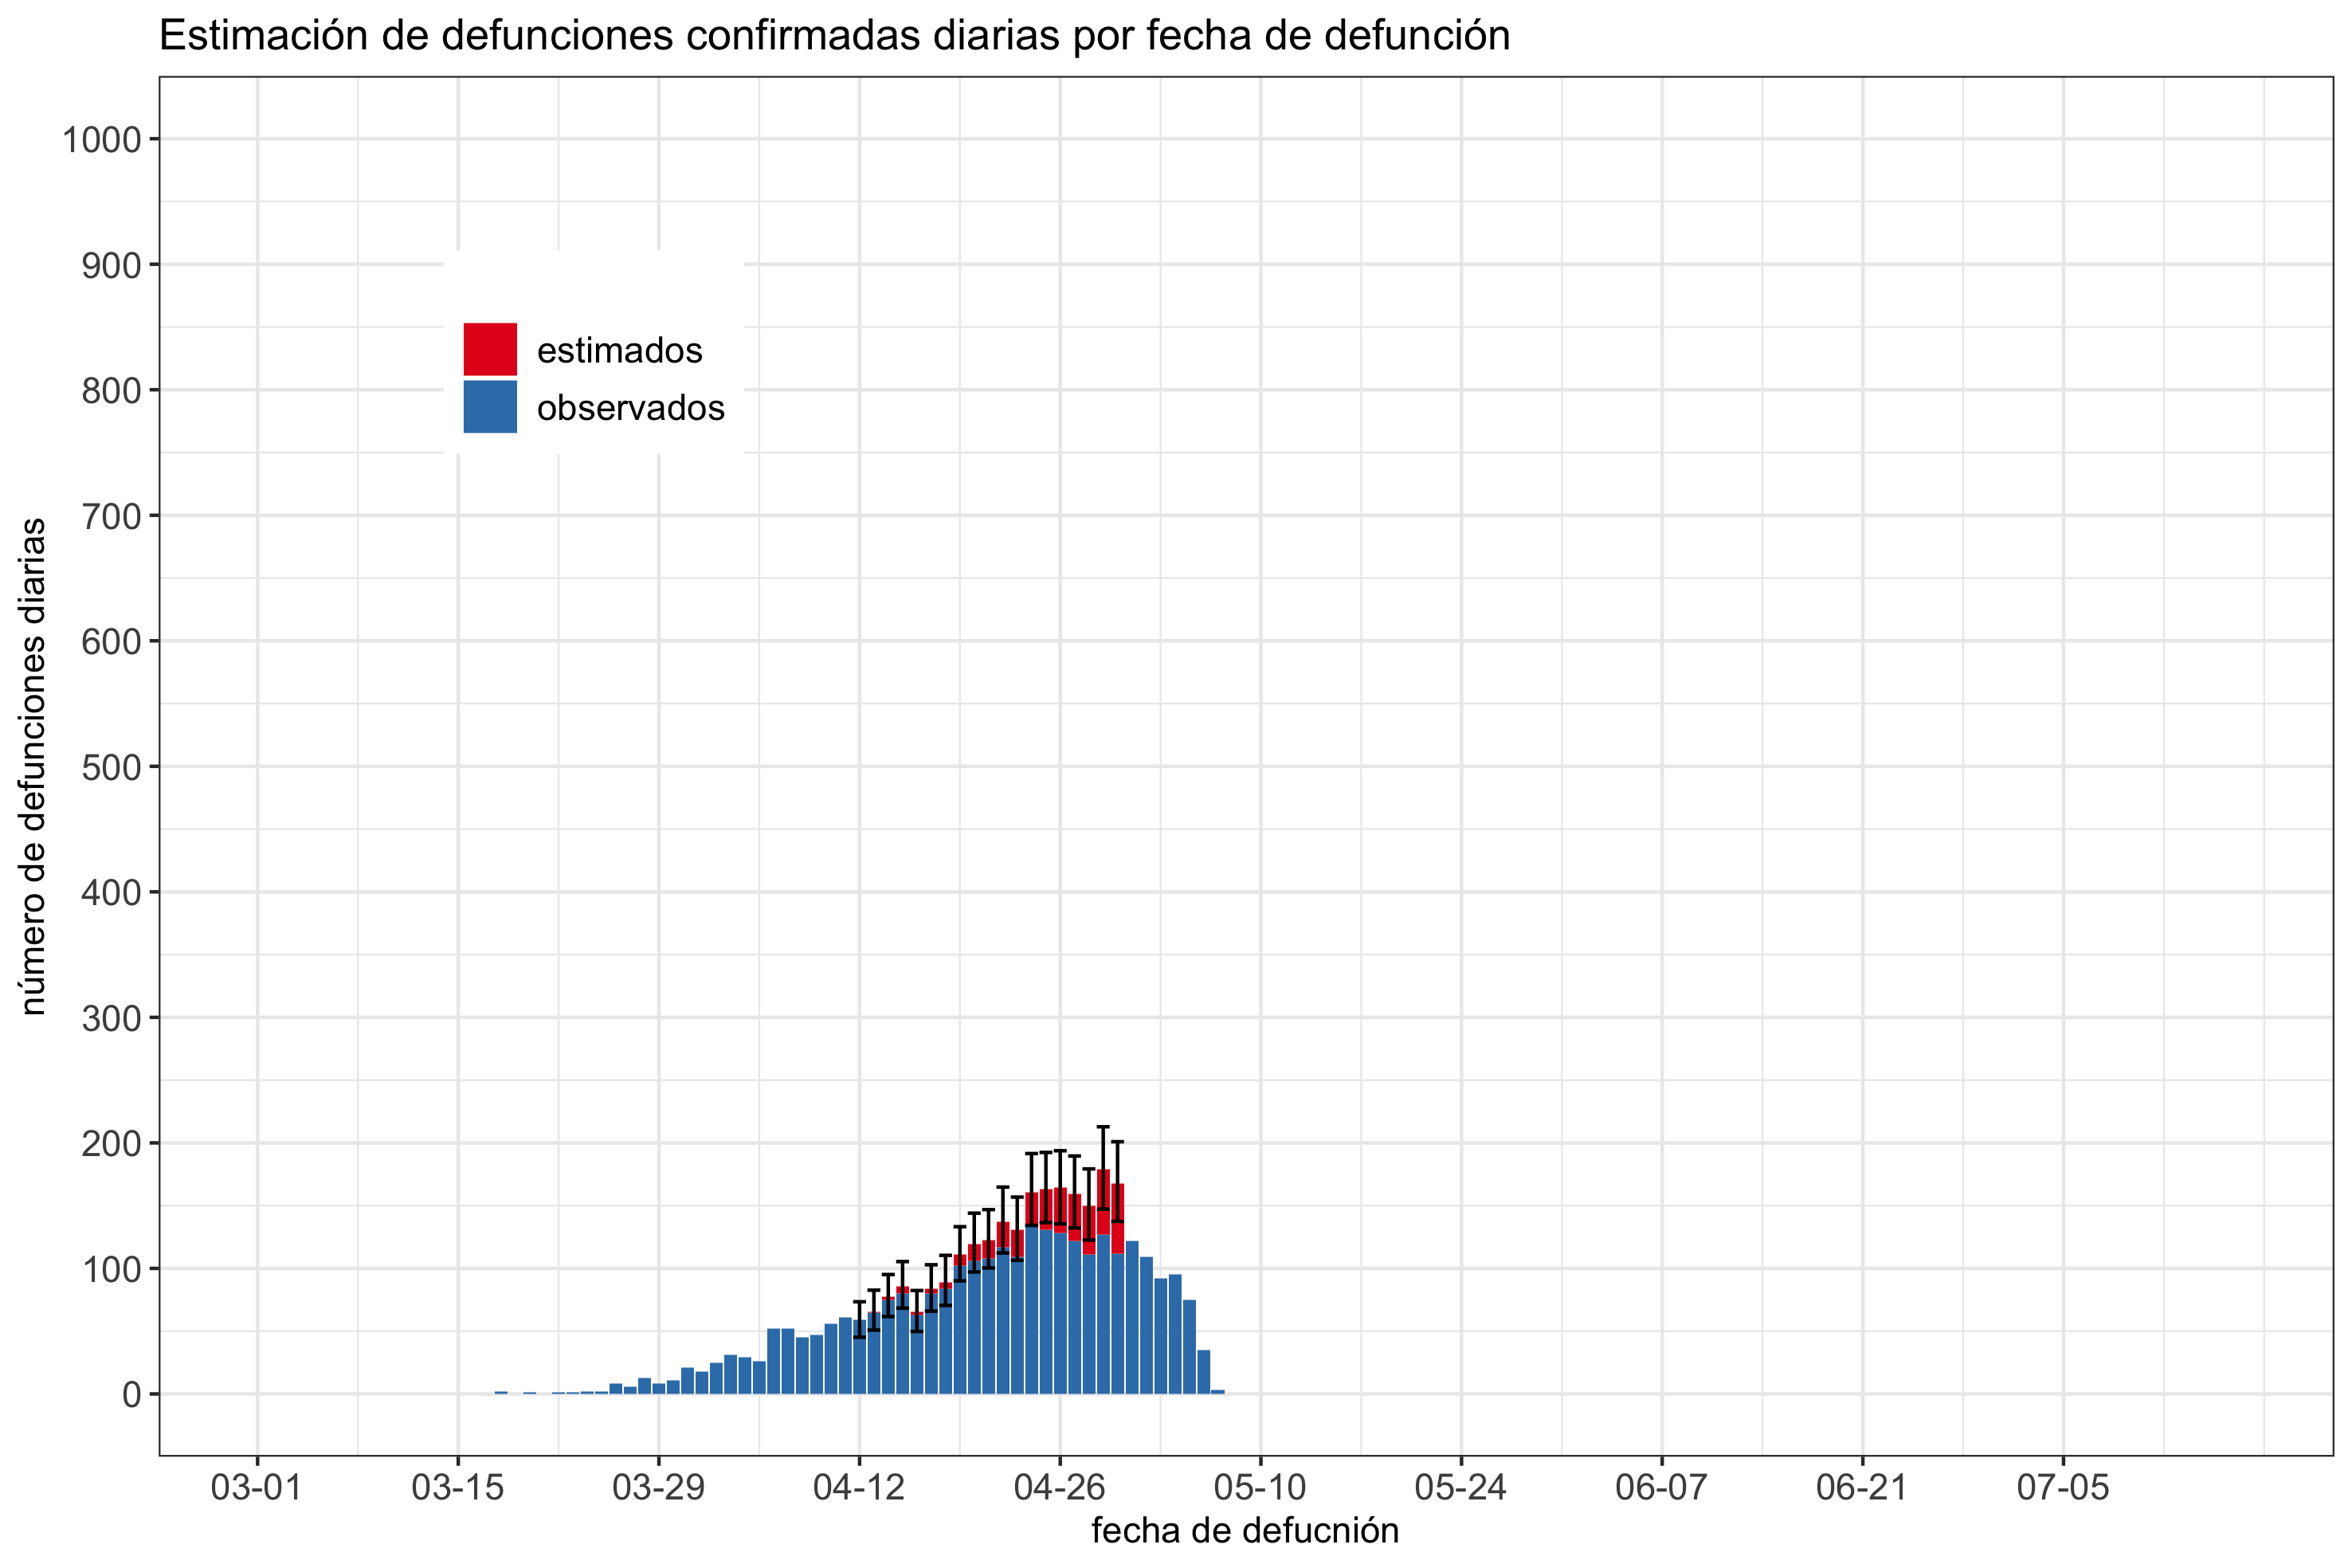 Estimación de defunciones confirmadas diarias por fecha de defunción
número de defunciones diarias
1000
900
800
700
600
500
400
300
200
100
0
estimados
observados
03-01 03-15 03-29 04-12 04-26 05-10 05-24 06-07 06-21 07-05
fecha de defucnión